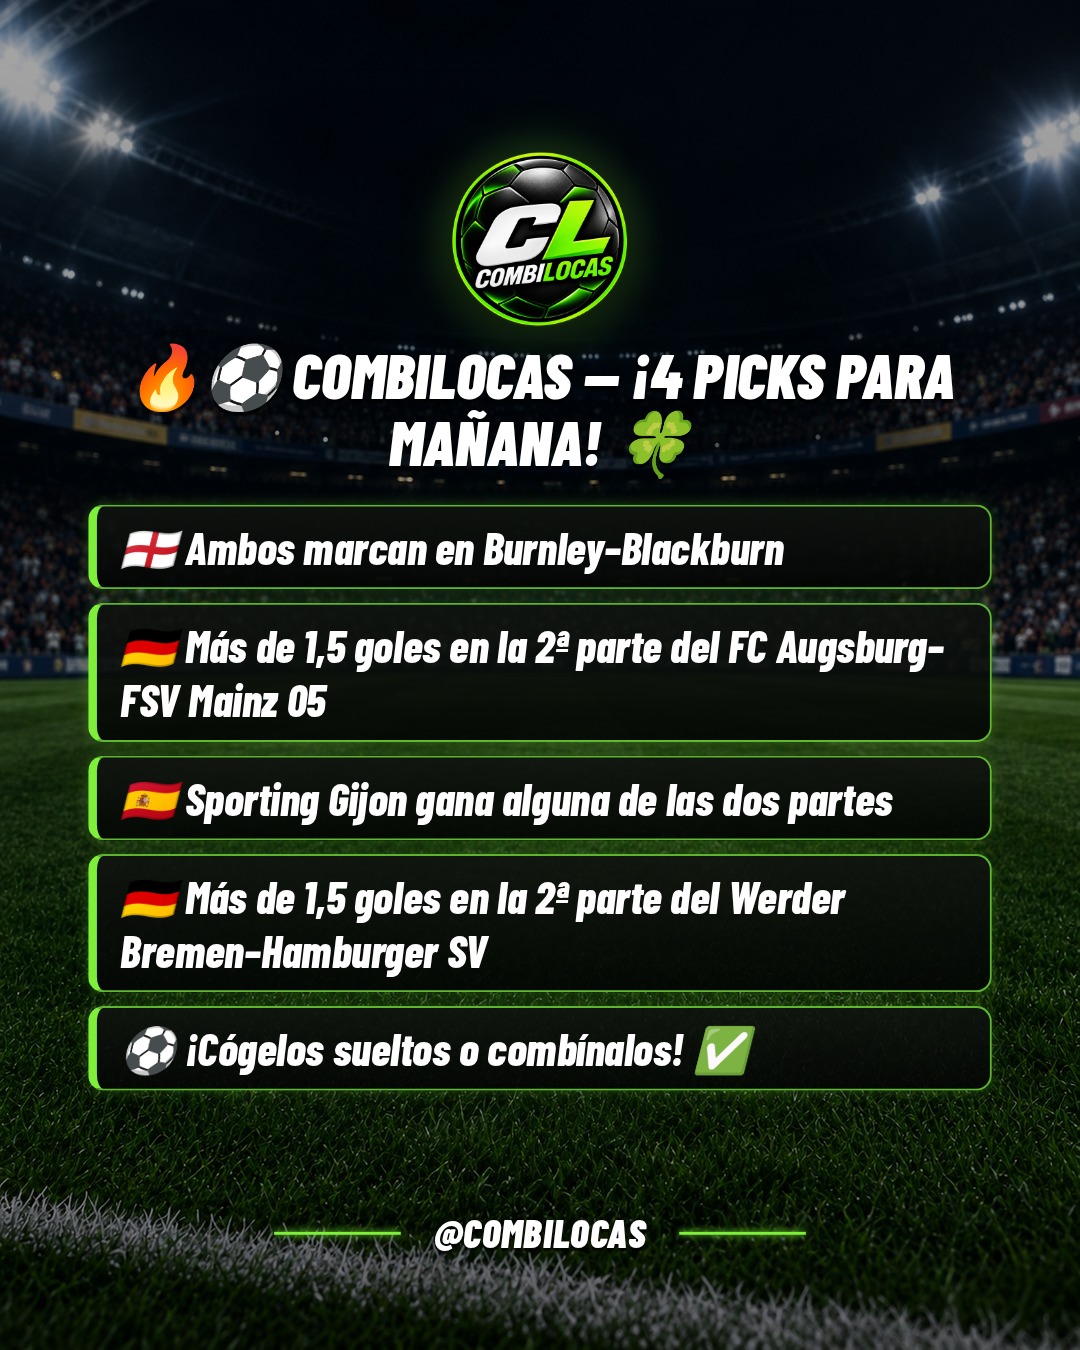 CL
COMBILOCAS
🔥⚽ COMBILOCAS – ¡4 PICKS PARA
MAÑANA! 🍀
🏴󠁧󠁢󠁥󠁮󠁧󠁿 Ambos marcan en Burnley-Blackburn
🇩🇪 Más de 1,5 goles en la 2ª parte del FC Augsburg-
FSV Mainz 05
🇪🇸 Sporting Gijon gana alguna de las dos partes
🇩🇪 Más de 1,5 goles en la 2ª parte del Werder
Bremen-Hamburger SV
⚽ ¡Cógelos sueltos o combínalos! ✅
@COMBILOCAS